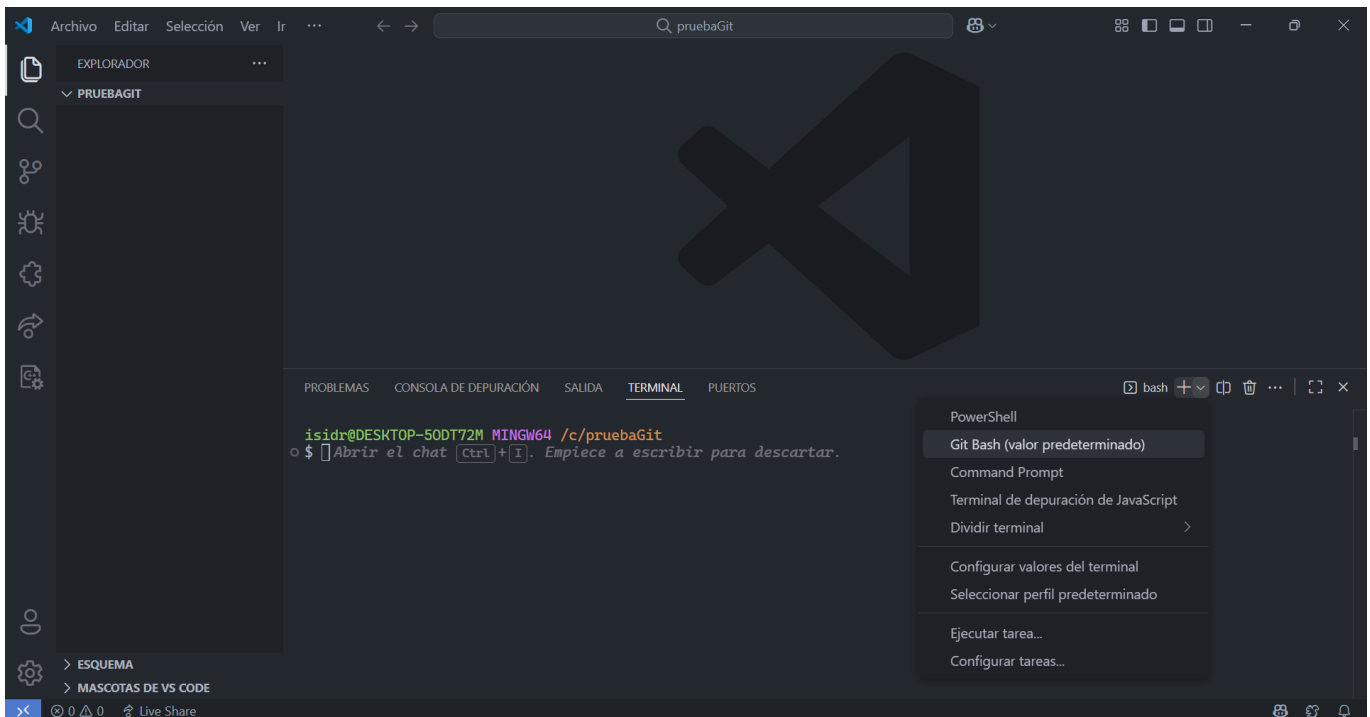 Archivo Editar Selección Ver Ir ··· pruebaGit
EXPLORADOR ···
PRUEBAGIT
PROBLEMAS CONSOLA DE DEPURACIÓN SALIDA TERMINAL PUERTOS bash
isidr@DESKTOP-5ODT72M MINGW64 /c/pruebaGit
$ Abrir el chat Ctrl+I. Empiece a escribir para descartar.
PowerShell
Git Bash (valor predeterminado)
Command Prompt
Terminal de depuración de JavaScript
Dividir terminal
Configurar valores del terminal
Seleccionar perfil predeterminado
Ejecutar tarea...
Configurar tareas...
ESQUEMA
MASCOTAS DE VS CODE
0 0 Live Share